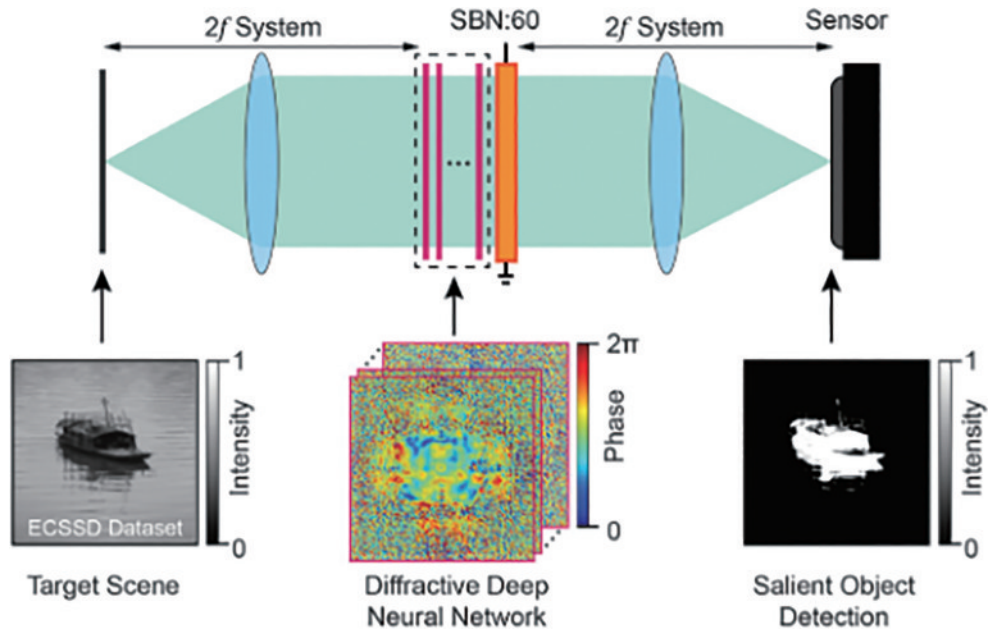 2f System
SBN:60
2f System
Sensor
1
Intensity
0
ECSSD Dataset
2π
Phase
0
1
Intensity
0
Target Scene
Diffractive Deep
Neural Network
Salient Object
Detection